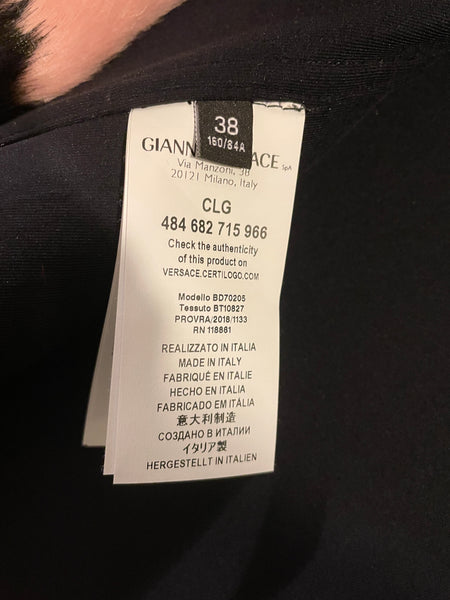 38
160/84A
GIANN ACE SpA
Via Manzoni, 38
20121 Milano, Italy
CLG
484 682 715 966
Check the authenticity
of this product on
VERSACE.CERTILOGO.COM
Modello BD70205
Tessuto BT10827
PROVRA/2018/1133
RN 118861
REALIZZATO IN ITALIA
MADE IN ITALY
FABRIQUÉ EN ITALIE
HECHO EN ITALIA
FABRICADO EM ITÁLIA
意大利制造
СОЗДАНО В ИТАЛИИ
イタリア製
HERGESTELLT IN ITALIEN